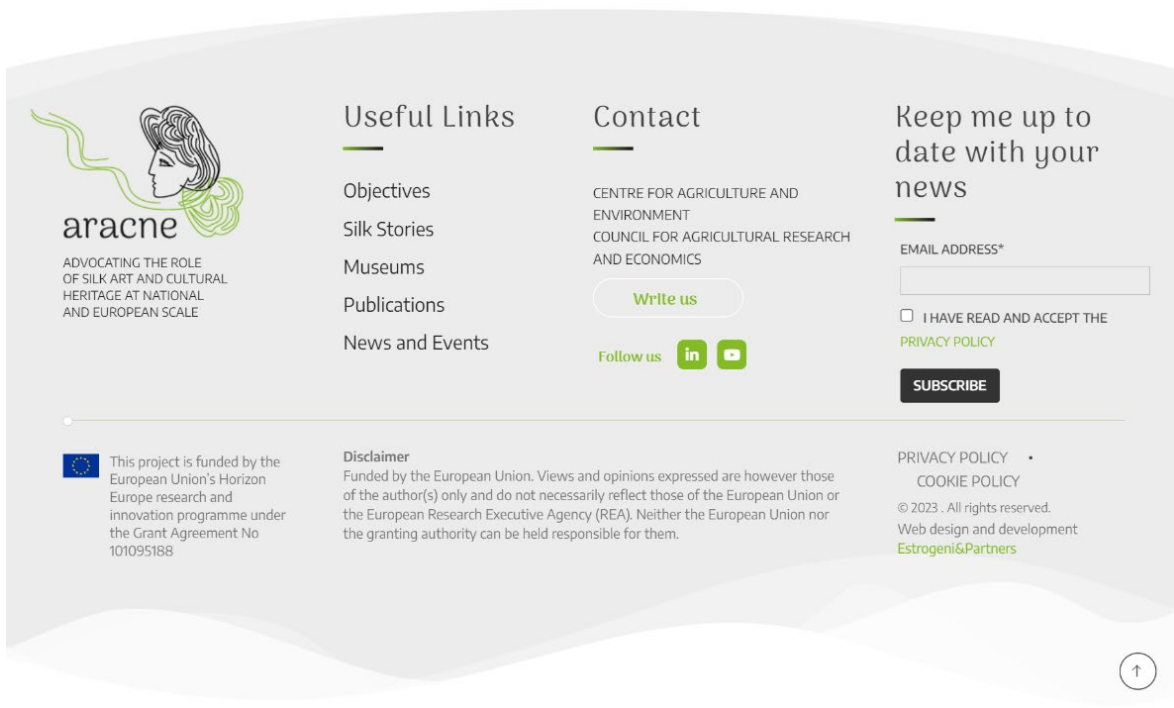 aracne
ADVOCATING THE ROLE
OF SILK ART AND CULTURAL
HERITAGE AT NATIONAL
AND EUROPEAN SCALE
Useful Links
Objectives
Silk Stories
Museums
Publications
News and Events
Contact
CENTRE FOR AGRICULTURE AND
ENVIRONMENT
COUNCIL FOR AGRICULTURAL RESEARCH
AND ECONOMICS
Write us
Follow us
in
Keep me up to
date with your
news
EMAIL ADDRESS*
I HAVE READ AND ACCEPT THE
PRIVACY POLICY
SUBSCRIBE
This project is funded by the
European Union's Horizon
Europe research and
innovation programme under
the Grant Agreement No
101095188
Disclaimer
Funded by the European Union. Views and opinions expressed are however those
of the author(s) only and do not necessarily reflect those of the European Union or
the European Research Executive Agency (REA). Neither the European Union nor
the granting authority can be held responsible for them.
PRIVACY POLICY •
COOKIE POLICY
© 2023 . All rights reserved.
Web design and development
Estrogeni&Partners